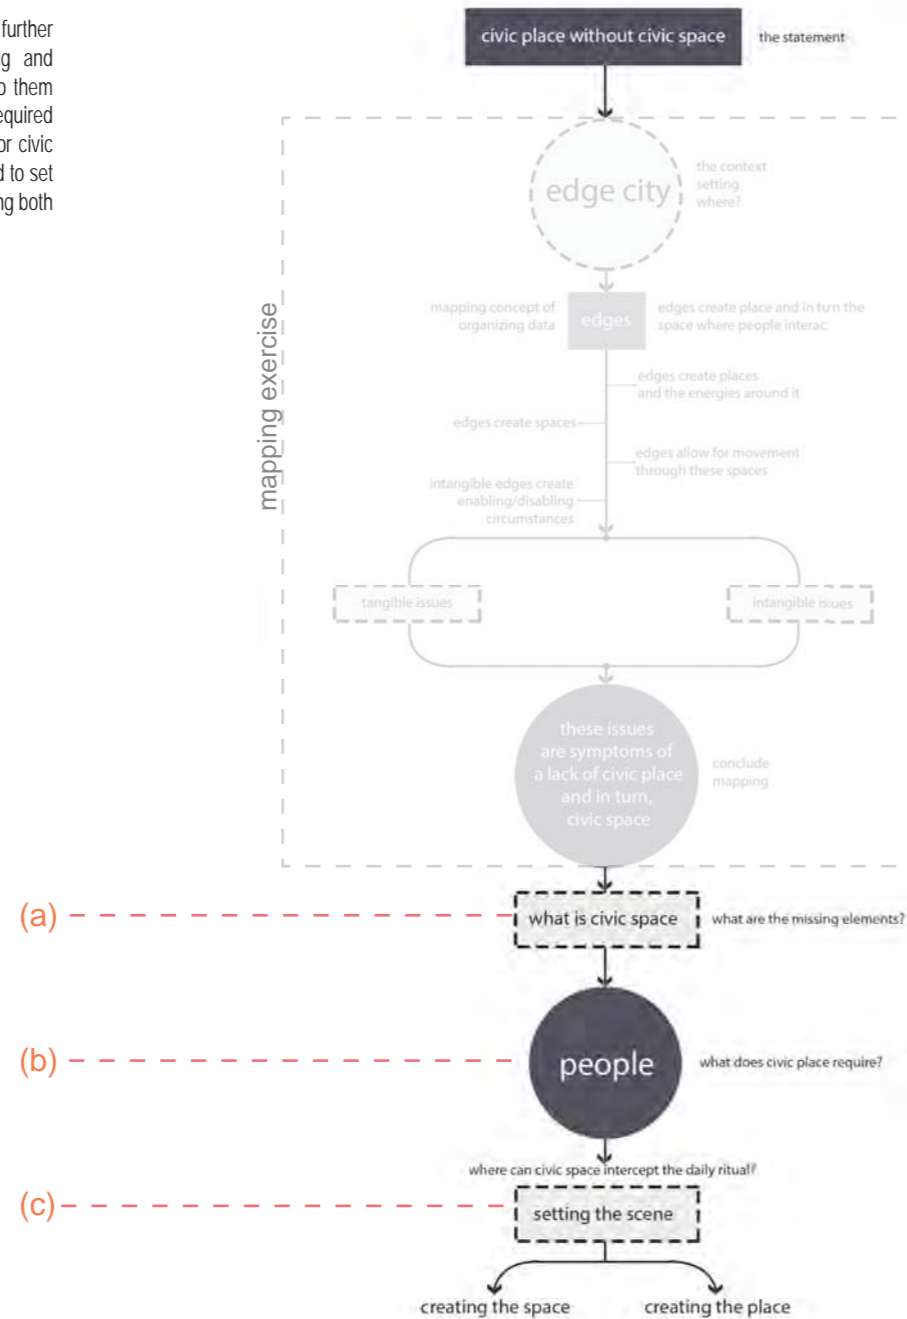 further
g and
o them
equired
or civic
d to set
ng both
civic place without civic space
the statement
edge city
the context
setting
where?
mapping exercise
mapping concept of
organizing data
edges
edges create place and in turn the
space where people interac
edges create places
and the energies around it
edges create spaces
edges allow for movement
through these spaces
intangible edges create
enabling/disabling
circumstances
tangible issues
intangible issues
these issues
are symptoms of
a lack of civic place
and in turn,
civic space
conclude
mapping
(a)
what is civic space
what are the missing elements?
(b)
people
what does civic place require?
where can civic space intercept the daily ritual?
(c)
setting the scene
creating the space
creating the place